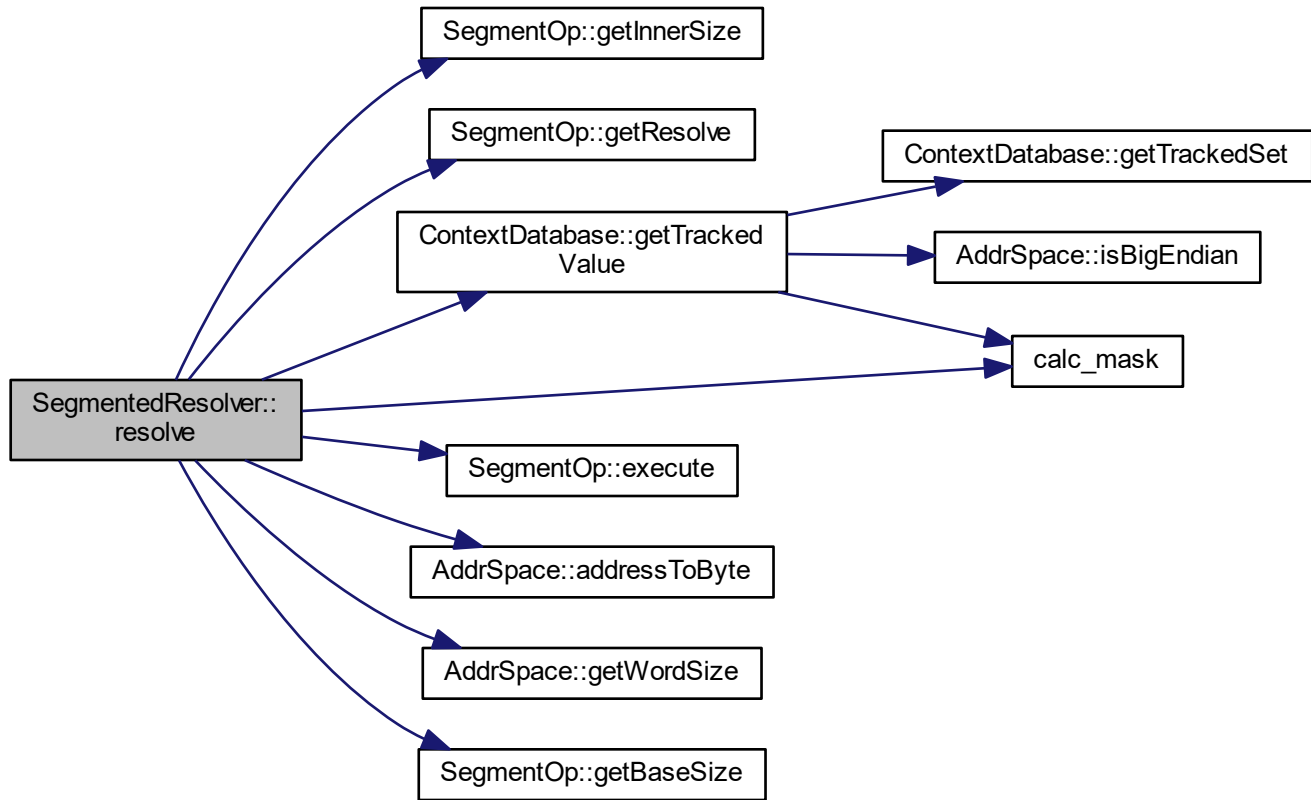 SegmentOp::getInnerSize
SegmentOp::getResolve
ContextDatabase::getTrackedSet
ContextDatabase::getTracked
Value
AddrSpace::isBigEndian
calc_mask
SegmentedResolver::
resolve
SegmentOp::execute
AddrSpace::addressToByte
AddrSpace::getWordSize
SegmentOp::getBaseSize